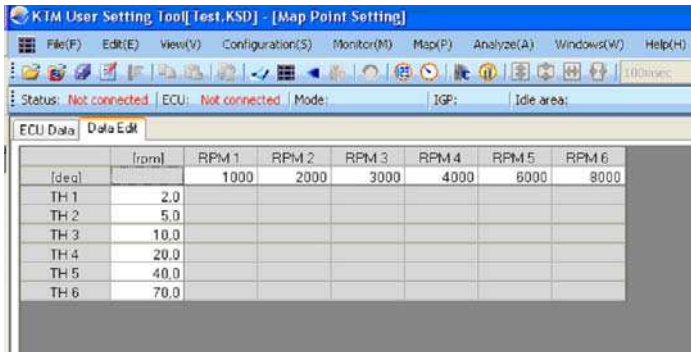 KTM User Setting Tool[Test.KSD] - [Map Point Setting]
File(F) Edit(E) View(V) Configuration(S) Monitor(M) Map(P) Analyze(A) Windows(W) Help(H)
100msec
Status: Not connected ECU: Not connected Mode: IGP: Idle area:
ECU Data Data Edit
[rpm] RPM 1 RPM 2 RPM 3 RPM 4 RPM 5 RPM 6
[deg] 1000 2000 3000 4000 6000 8000
TH 1 2,0
TH 2 5,0
TH 3 10,0
TH 4 20,0
TH 5 40,0
TH 6 70,0